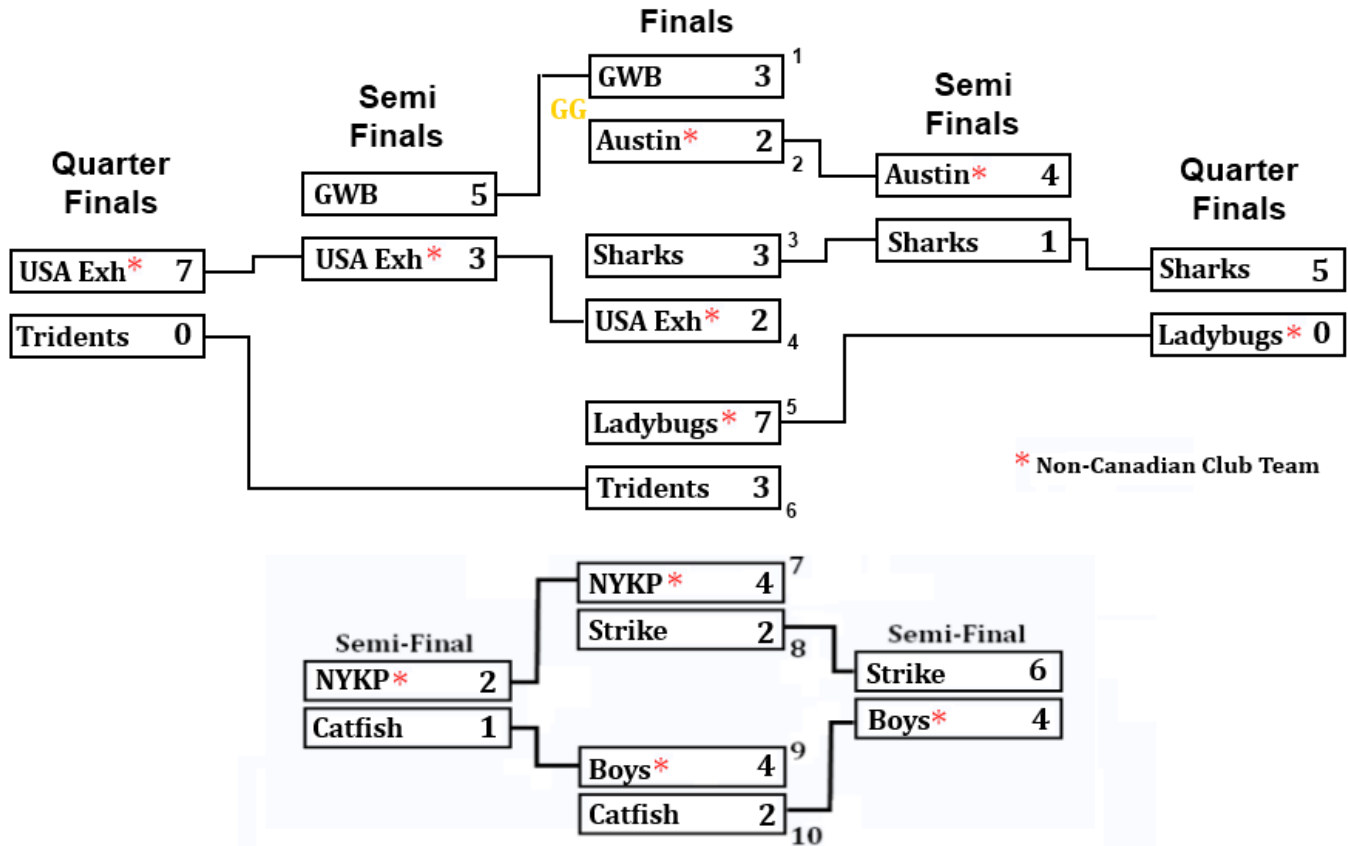 Finals
GWB 3 1
GG
Austin* 2 2
Semi
Finals
GWB 5
USA Exh* 3
Semi
Finals
Austin* 4
Sharks 1
Quarter
Finals
USA Exh* 7
Tridents 0
Quarter
Finals
Sharks 5
Ladybugs* 0
Sharks 3 3
USA Exh* 2 4
Ladybugs* 7 5
Tridents 3 6
* Non-Canadian Club Team
NYKP* 4 7
Strike 2 8
Semi-Final
NYKP* 2
Catfish 1
Semi-Final
Strike 6
Boys* 4
Boys* 4 9
Catfish 2 10